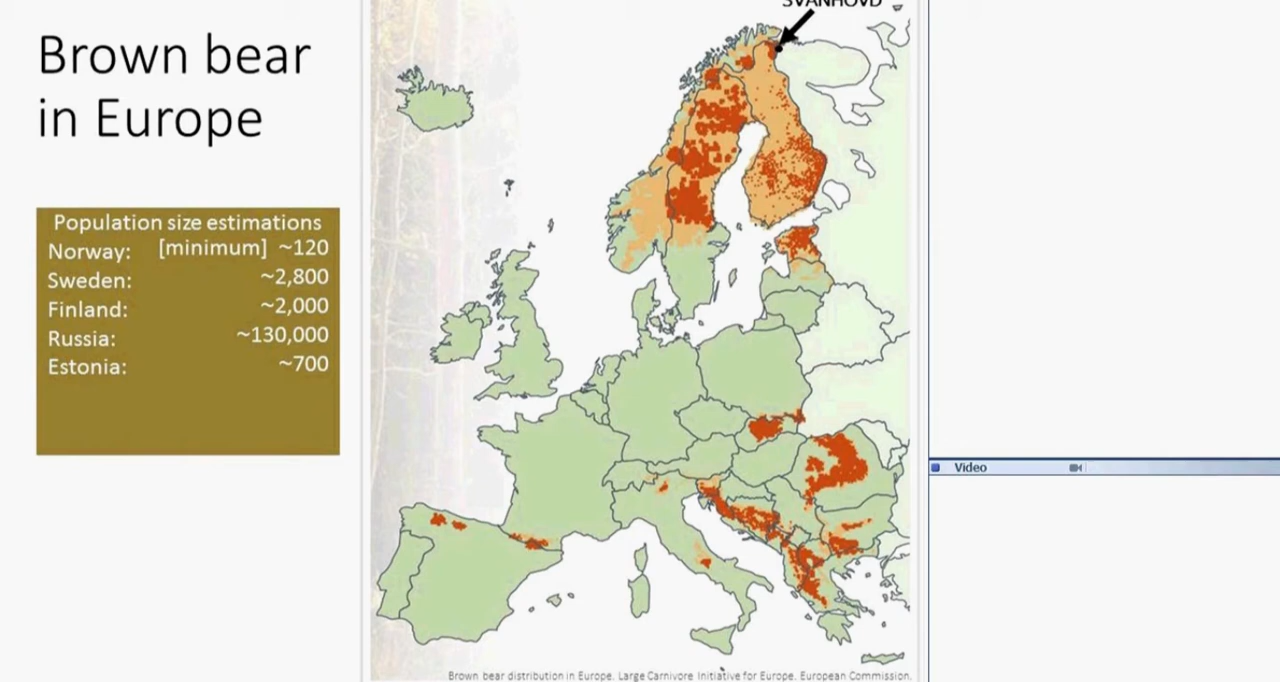 SVANHOVD
Brown bear
in Europe
Population size estimations
Norway: [minimum] ~120
Sweden: ~2,800
Finland: ~2,000
Russia: ~130,000
Estonia: ~700
Video
Brown bear distribution in Europe. Large Carnivore Initiative for Europe. European Commission.